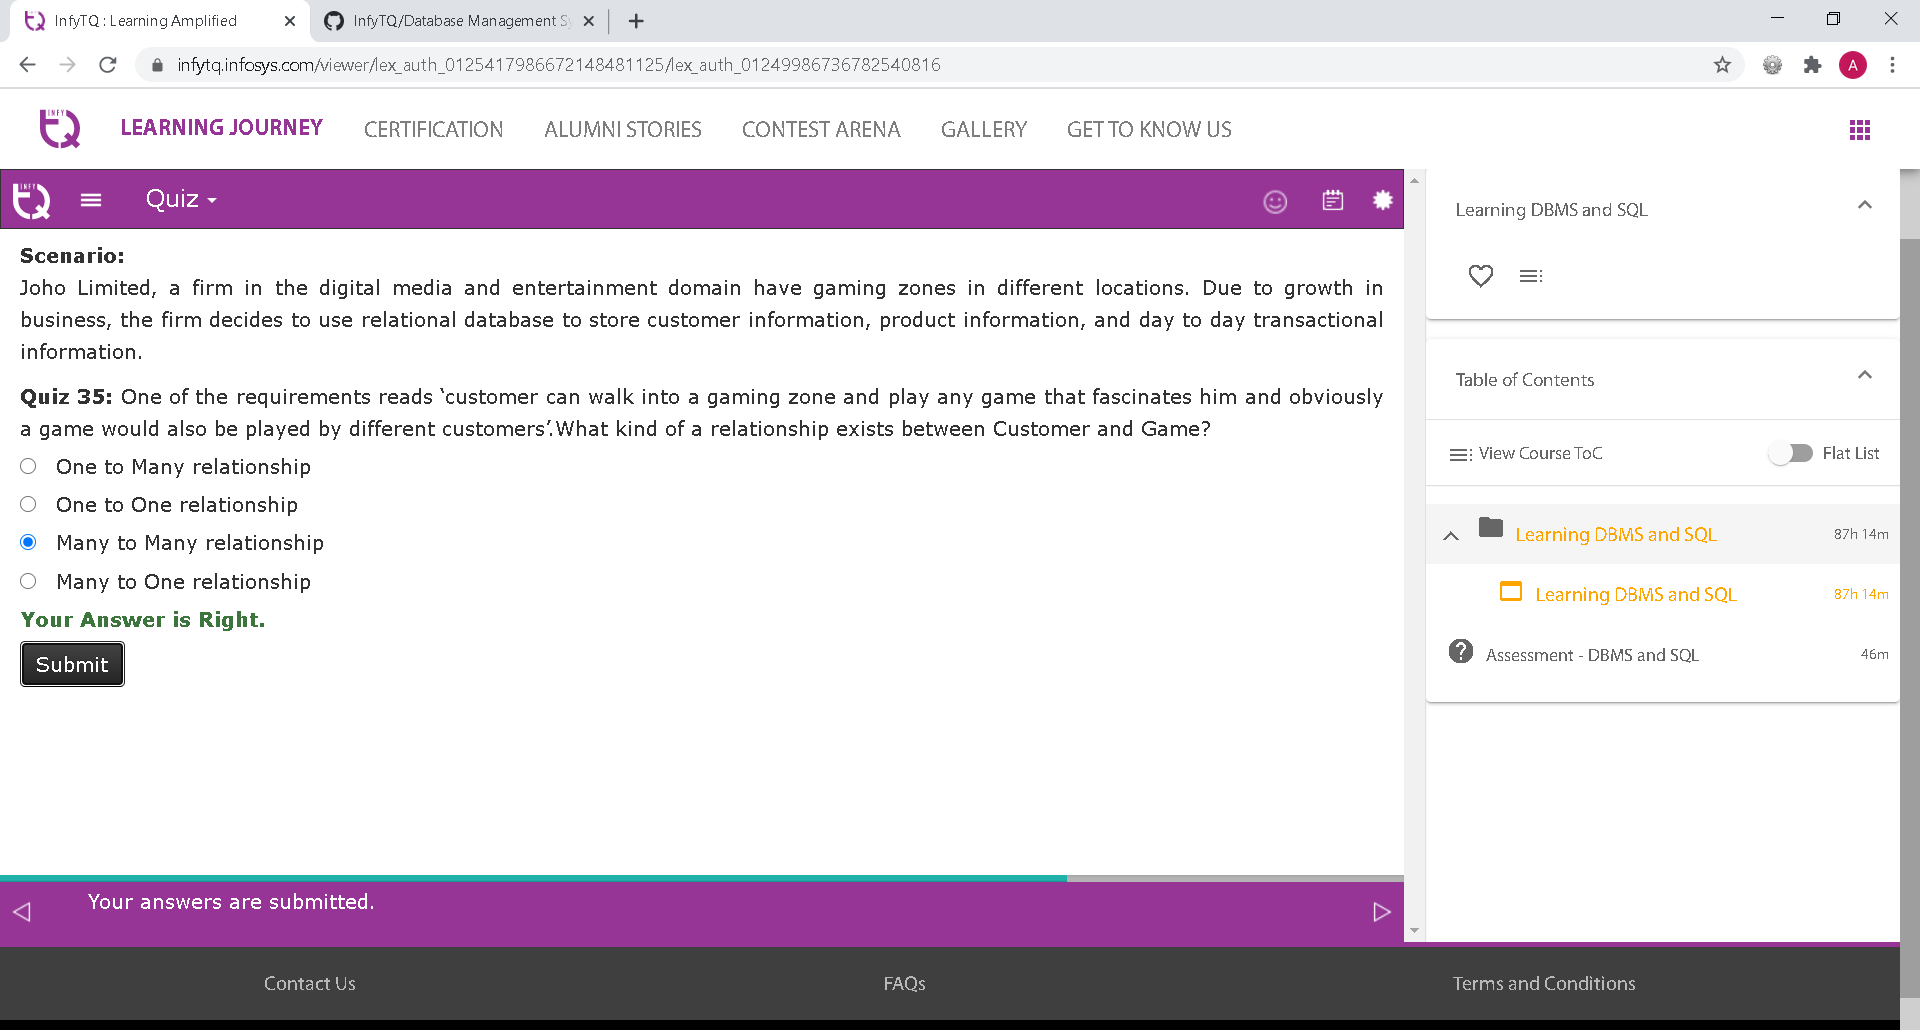 InfyTQ : Learning Amplified
InfyTQ/Database Management Sy
infytq.infosys.com/viewer/lex_auth_0125417986672148481125/lex_auth_01249986736782540816
A
INFY
TQ
LEARNING JOURNEY
CERTIFICATION
ALUMNI STORIES
CONTEST ARENA
GALLERY
GET TO KNOW US
INFY
TQ
Quiz
Scenario:
Joho Limited, a firm in the digital media and entertainment domain have gaming zones in different locations. Due to growth in
business, the firm decides to use relational database to store customer information, product information, and day to day transactional
information.
Quiz 35: One of the requirements reads ‘customer can walk into a gaming zone and play any game that fascinates him and obviously
a game would also be played by different customers’.What kind of a relationship exists between Customer and Game?
One to Many relationship
One to One relationship
Many to Many relationship
Many to One relationship
Your Answer is Right.
Submit
Your answers are submitted.
Learning DBMS and SQL
Table of Contents
View Course ToC
Flat List
Learning DBMS and SQL
87h 14m
Learning DBMS and SQL
87h 14m
Assessment - DBMS and SQL
46m
Contact Us
FAQs
Terms and Conditions